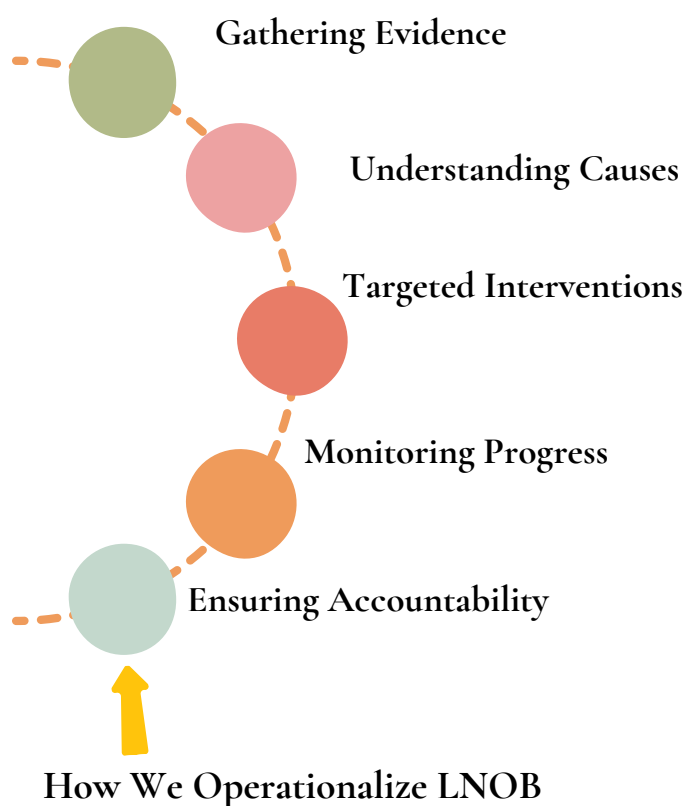 Gathering Evidence
Understanding Causes
Targeted Interventions
Monitoring Progress
Ensuring Accountability
How We Operationalize LNOB